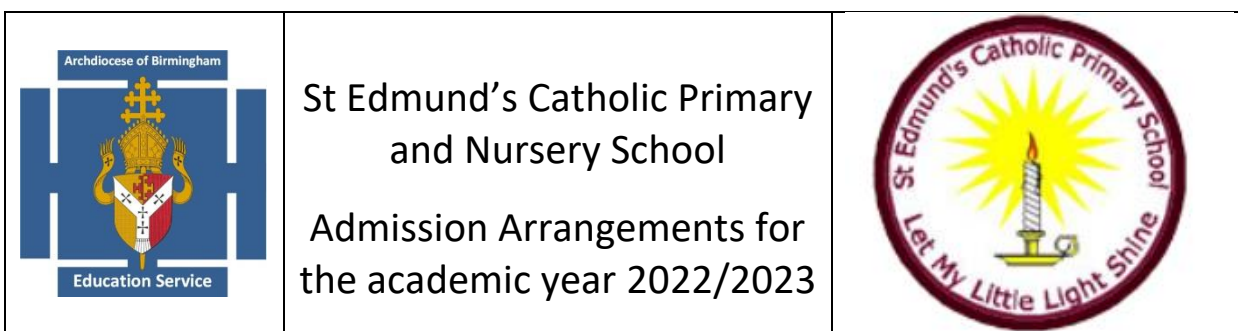 Archdiocese of Birmingham
Education Service
St Edmund’s Catholic Primary
and Nursery School
Admission Arrangements for
the academic year 2022/2023
St Edmund's Catholic Primary School
Let My Little Light Shine